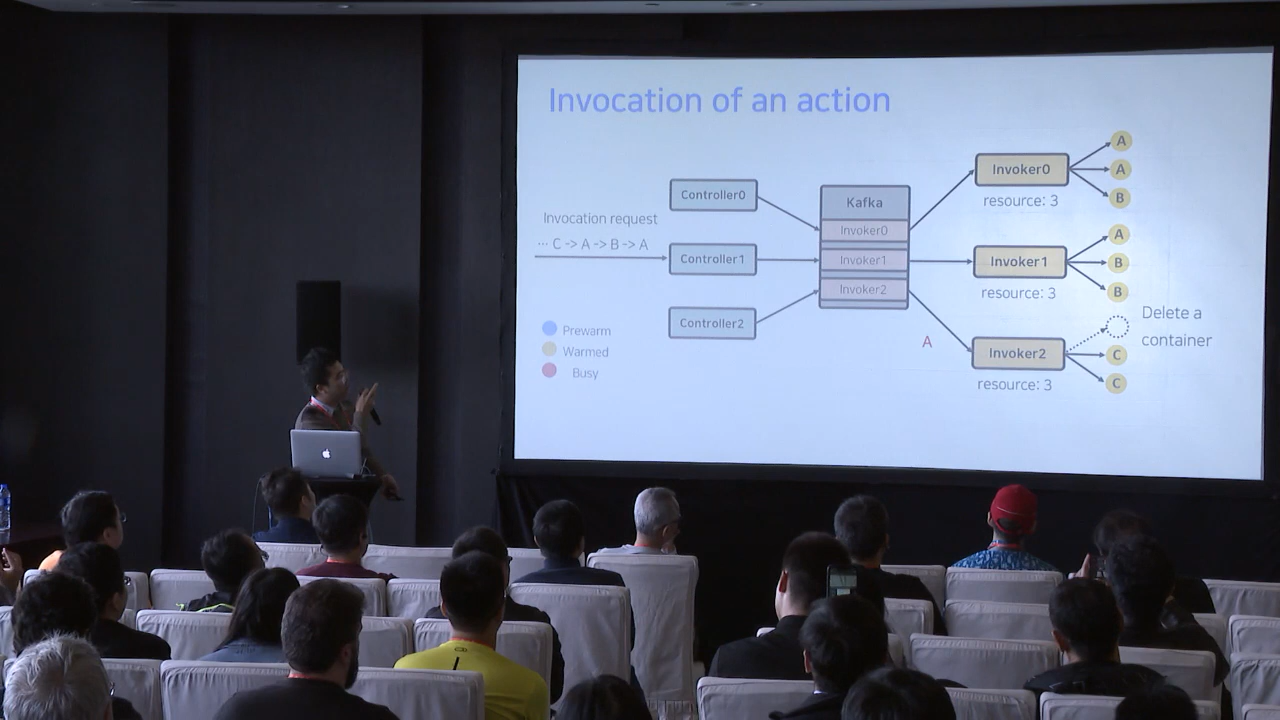 Invocation of an action
Invocation request
··· C -> A -> B -> A
Controller0
Controller1
Controller2
Kafka
Invoker0
Invoker1
Invoker2
A
Invoker0
resource: 3
A
A
B
Invoker1
resource: 3
A
B
B
Invoker2
resource: 3
C
C
Delete a
container
Prewarm
Warmed
Busy